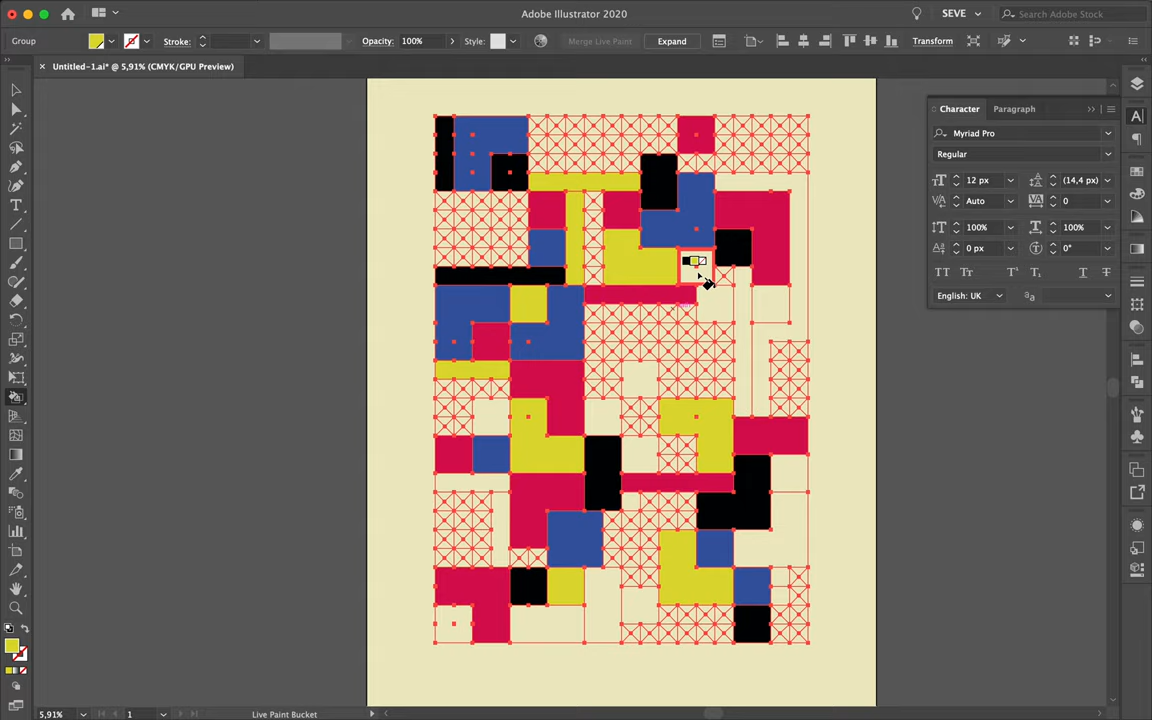 Adobe Illustrator 2020
SEVE
Search Adobe Stock
Group
Stroke:
Opacity: 100%
Style:
Merge Live Paint
Expand
Transform
× Untitled-1.ai* @ 5,91% (CMYK/GPU Preview)
Character
Paragraph
Myriad Pro
Regular
12 px
(14,4 px)
Auto
0
100%
100%
0 px
0°
English: UK
5,91%
1
Live Paint Bucket